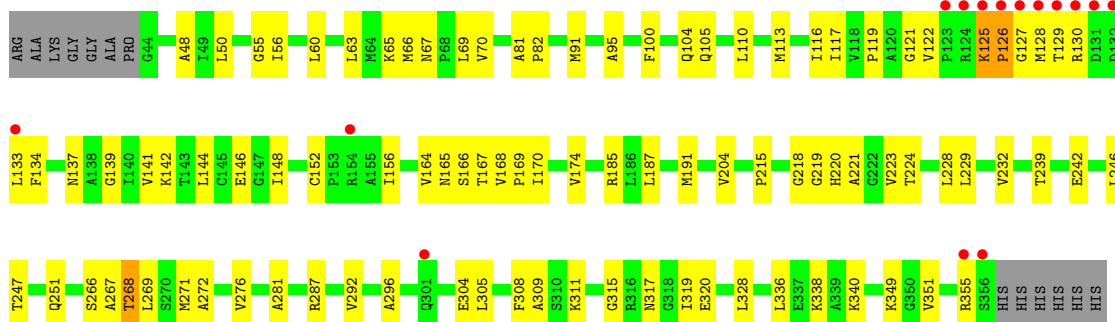 ARG ALA LYS GLY GLY ALA PRO G44 A48 I49 L50 G55 I56 L60 L63 M64 K65 M66 N67 P68 L69 V70 A81 P82 M91 A95 F100 Q104 Q105 L110 M113 I116 I117 V118 P119 A120 G121 V122 P123 R124 K125 P126 G127 M128 T129 R130 D131 D132
L133 F134 N137 A138 G139 I140 V141 K142 T143 L144 C145 E146 G147 I148 C152 P153 R154 A155 I156 V164 N165 S166 T167 V168 P169 I170 V174 R185 L186 L187 M191 V204 P215 G218 G219 H220 A221 G222 V223 T224 L228 L229 V232 T239 E242 L246
T247 Q251 S266 A267 T268 L269 S270 M271 A272 V276 A281 R287 V292 A296 Q301 E304 L305 F308 A309 S310 K311 G315 R316 N317 G318 I319 E320 L328 L336 E337 K338 A339 K340 K349 G350 V351 R355 S356 HIS HIS HIS HIS HIS HIS